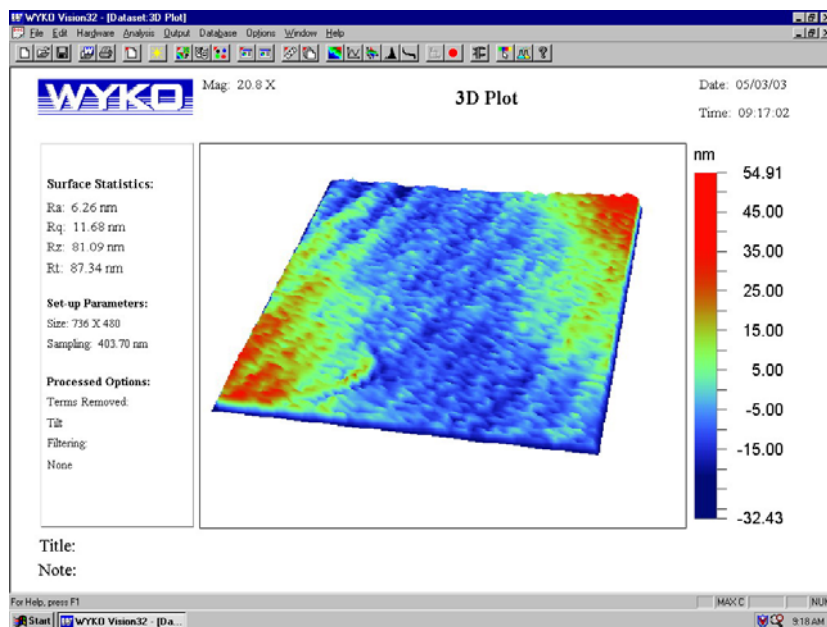 WYKO Vision32 - [Dataset:3D Plot]
File Edit Hardware Analysis Output Database Options Window Help
WYKO
Mag: 20.8 X
3D Plot
Date: 05/03/03
Time: 09:17:02
Surface Statistics:
Ra: 6.26 nm
Rq: 11.68 nm
Rz: 81.09 nm
Rt: 87.34 nm
Set-up Parameters:
Size: 736 X 480
Sampling: 403.70 nm
Processed Options:
Terms Removed:
Tilt
Filtering:
None
nm
54.91
45.00
35.00
25.00
15.00
5.00
-5.00
-15.00
-32.43
Title:
Note:
For Help, press F1
MAX C
NUM
Start
WYKO Vision32 - [Da...
9:18 AM